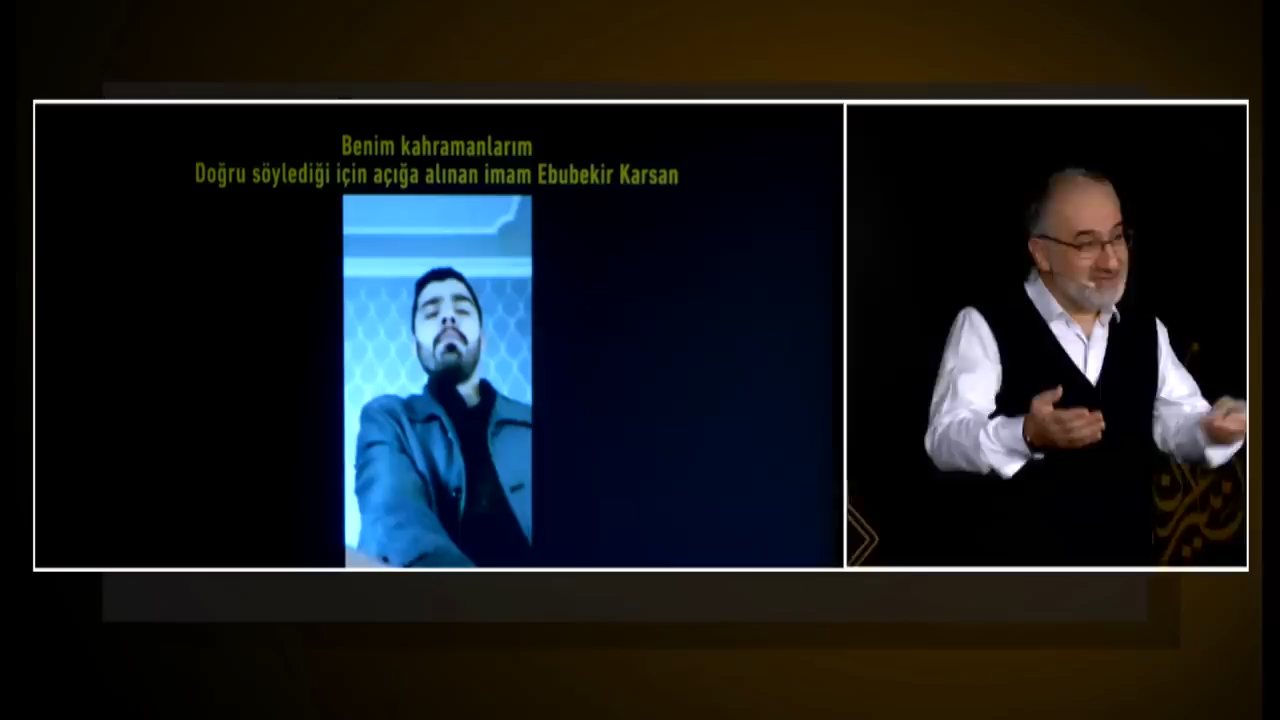 Benim kahramanlarım
Doğru söylediği için açığa alınan imam Ebubekir Karsan